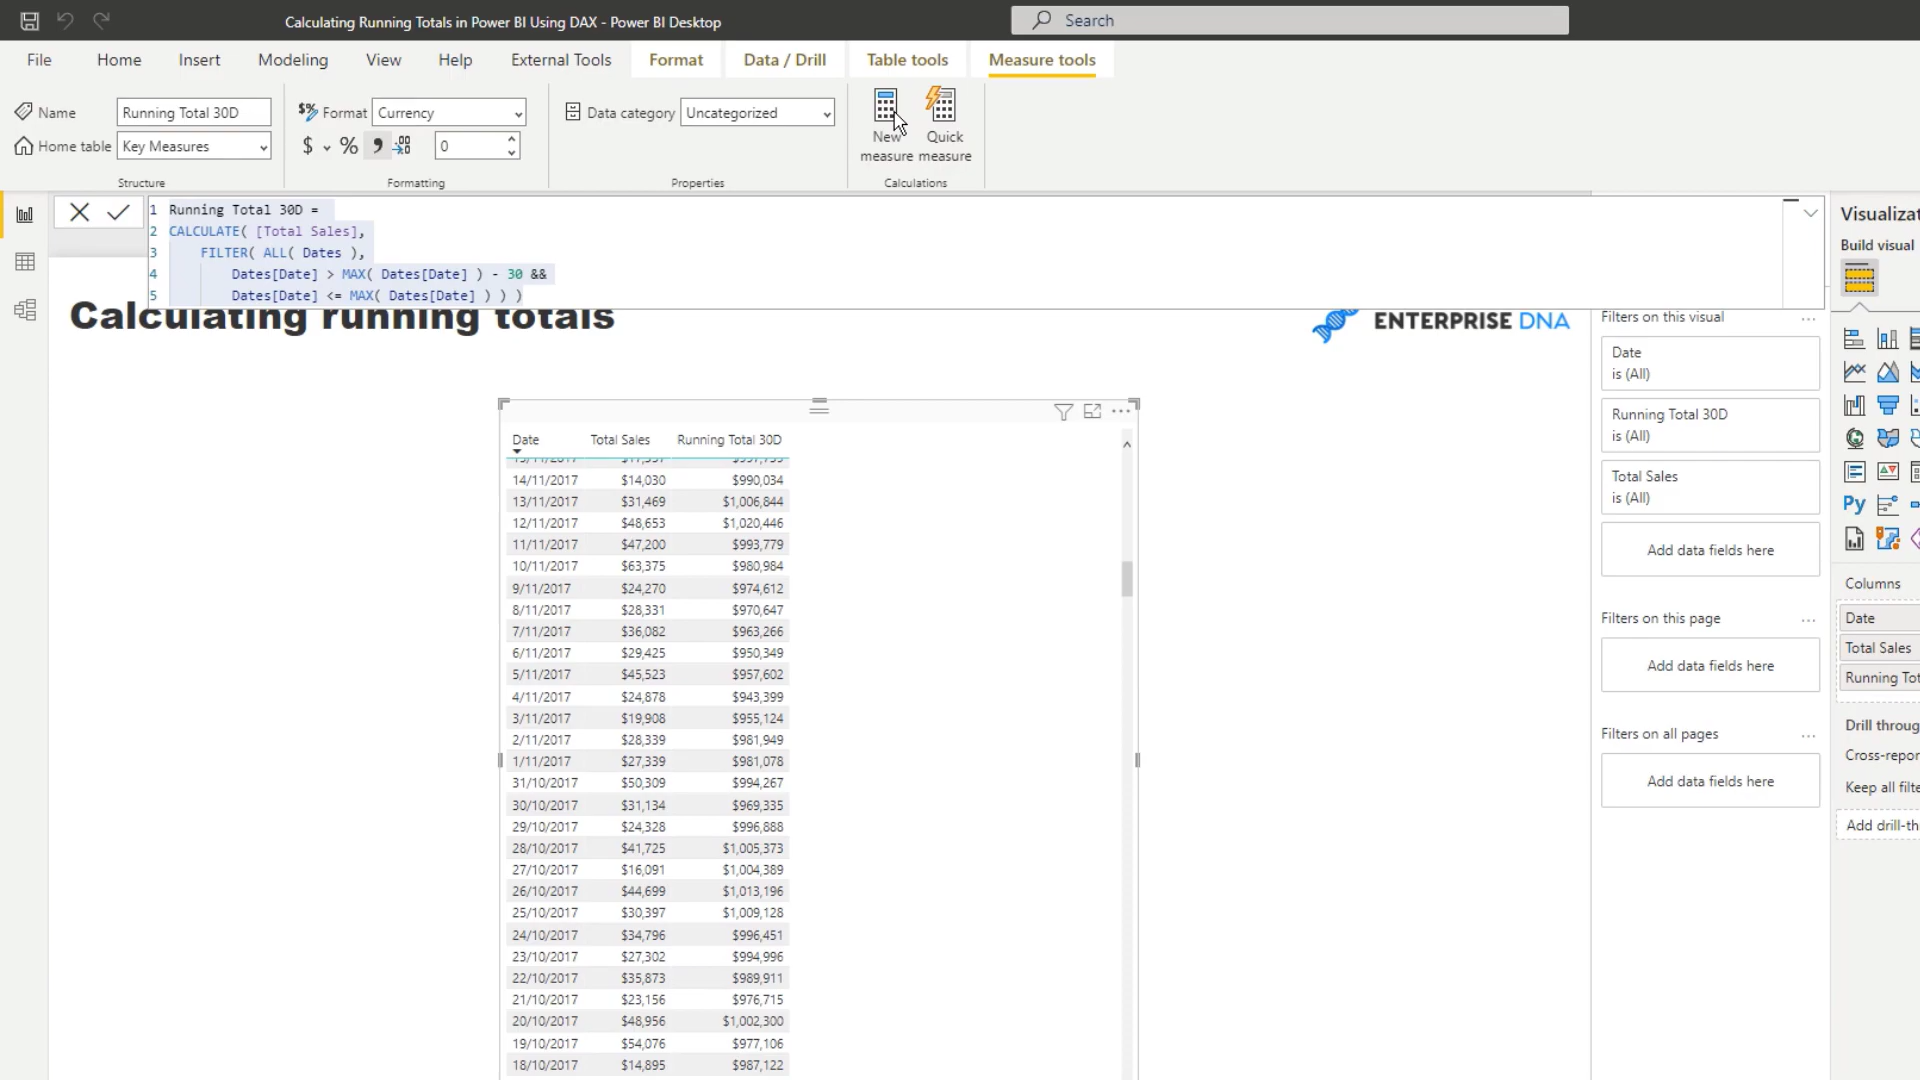 Calculating Running Totals in Power BI Using DAX - Power BI Desktop
Search
File Home Insert Modeling View Help External Tools Format Data / Drill Table tools Measure tools
Name Running Total 30D
Home table Key Measures
Structure
$% Format Currency
$ % 0
Formatting
Data category Uncategorized
Properties
New measure
Quick measure
Calculations
1 Running Total 30D =
2 CALCULATE( [Total Sales],
3 FILTER( ALL( Dates ),
4 Dates[Date] > MAX( Dates[Date] ) - 30 &&
5 Dates[Date] <= MAX( Dates[Date] ) ) )
Calculating running totals
ENTERPRISE DNA
Date Total Sales Running Total 30D
14/11/2017 $14,030 $990,034
13/11/2017 $31,469 $1,006,844
12/11/2017 $48,653 $1,020,446
11/11/2017 $47,200 $993,779
10/11/2017 $63,375 $980,984
9/11/2017 $24,270 $974,612
8/11/2017 $28,331 $970,647
7/11/2017 $36,082 $963,266
6/11/2017 $29,425 $950,349
5/11/2017 $45,523 $957,602
4/11/2017 $24,878 $943,399
3/11/2017 $19,908 $955,124
2/11/2017 $28,339 $981,949
1/11/2017 $27,339 $981,078
31/10/2017 $50,309 $994,267
30/10/2017 $31,134 $969,335
29/10/2017 $24,328 $996,888
28/10/2017 $41,725 $1,005,373
27/10/2017 $16,091 $1,004,389
26/10/2017 $44,699 $1,013,196
25/10/2017 $30,397 $1,009,128
24/10/2017 $34,796 $996,451
23/10/2017 $27,302 $994,996
22/10/2017 $35,873 $989,911
21/10/2017 $23,156 $976,715
20/10/2017 $48,956 $1,002,300
19/10/2017 $54,076 $977,106
18/10/2017 $14,895 $987,122
Filters on this visual ...
Date
is (All)
Running Total 30D
is (All)
Total Sales
is (All)
Add data fields here
Filters on this page ...
Add data fields here
Filters on all pages ...
Add data fields here
Visualizat
Build visual
Py
Columns
Date
Total Sales
Running Tot
Drill throug
Cross-repor
Keep all filte
Add drill-th